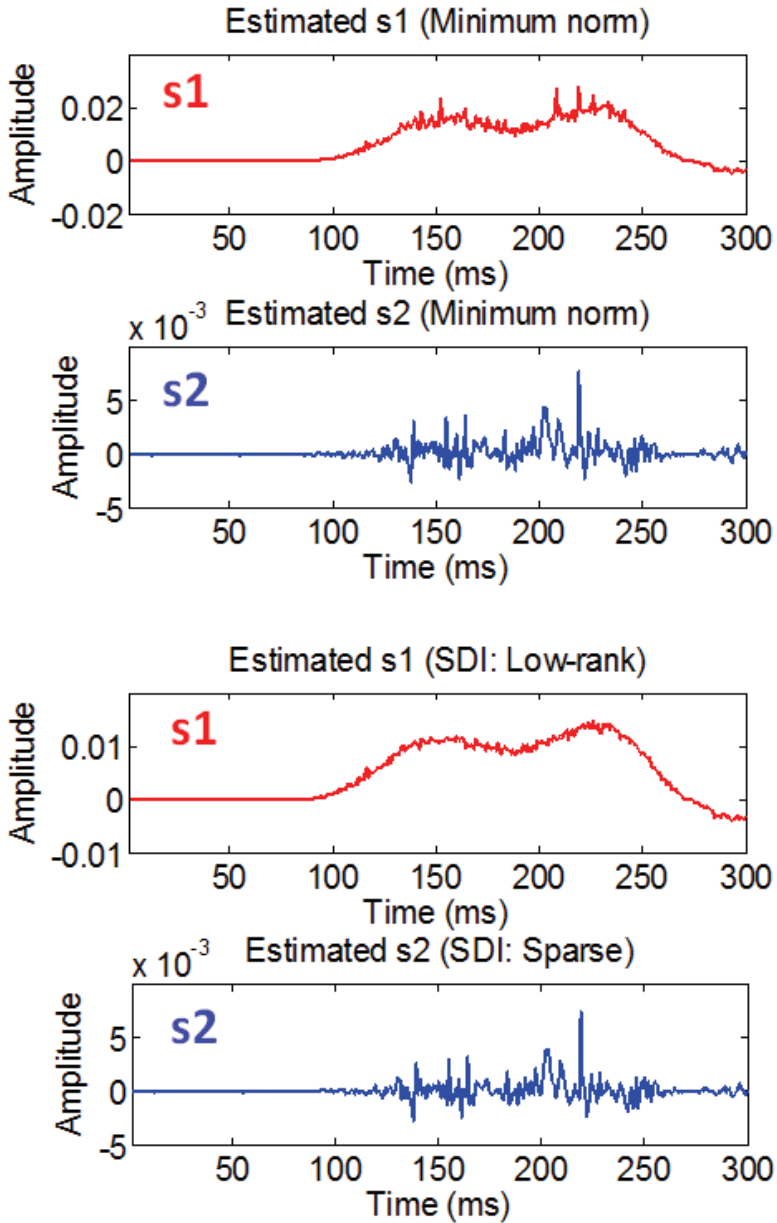 Estimated s1 (Minimum norm)
s1
Amplitude
0.02
0
-0.02
50 100 150 200 250 300
Time (ms)
x 10^-3 Estimated s2 (Minimum norm)
s2
Amplitude
5
0
-5
50 100 150 200 250 300
Time (ms)
Estimated s1 (SDI: Low-rank)
s1
Amplitude
0.01
0
-0.01
50 100 150 200 250 300
Time (ms)
x 10^-3 Estimated s2 (SDI: Sparse)
s2
Amplitude
5
0
-5
50 100 150 200 250 300
Time (ms)